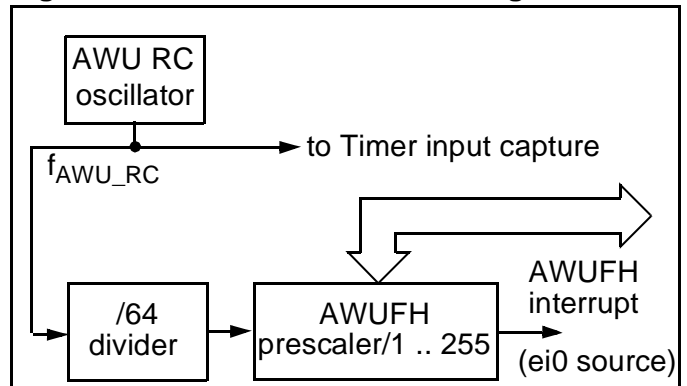 AWU RC
oscillator
to Timer input capture
fAWU_RC
/64
divider
AWUFH
prescaler/1 .. 255
AWUFH
interrupt
(ei0 source)